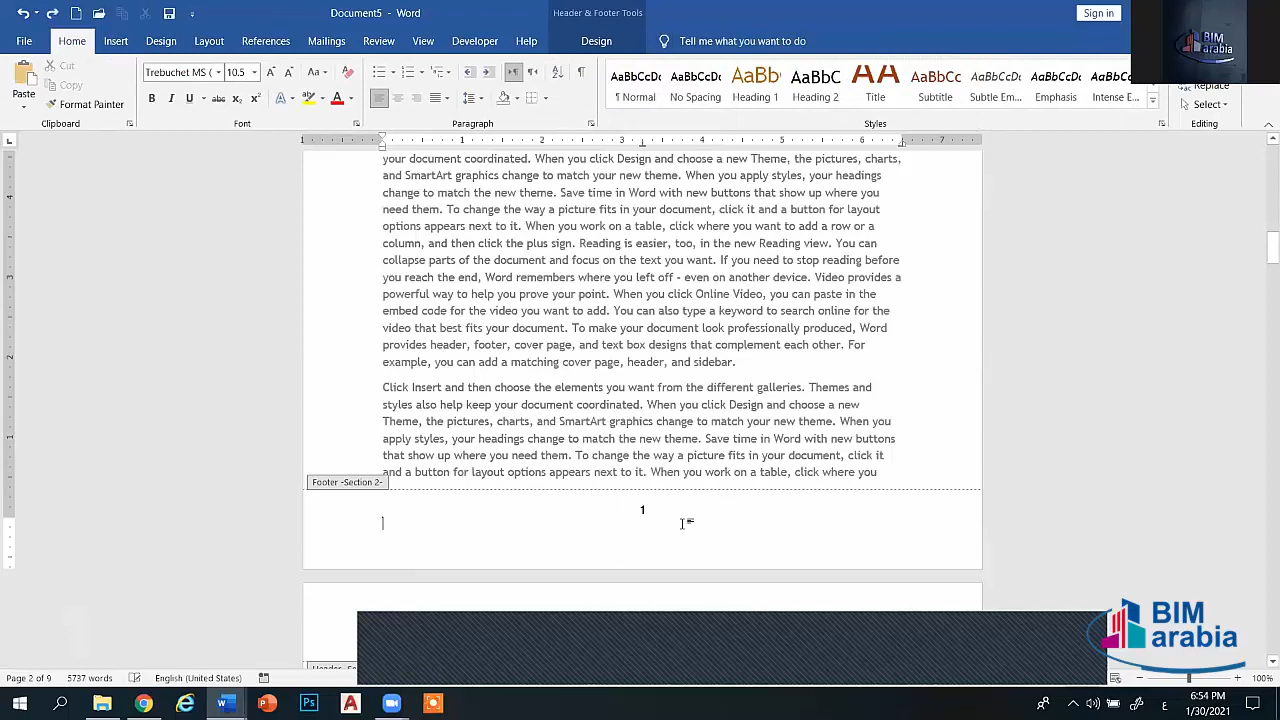 Document5 - Word
Header & Footer Tools
Sign in
BIM
arabia
File Home Insert Design Layout References Mailings Review View Developer Help Design Tell me what you want to do
Paste
Cut
Copy
Format Painter
Clipboard
Trebuchet MS ( 10.5
Font
Paragraph
AaBbCcDc AaBbCcDc AaBb( AaBbC AA AaBbCc AaBbCcDi AaBbCcDi AaBbCcDi
¶ Normal No Spacing Heading 1 Heading 2 Title Subtitle Subtle Em... Emphasis Intense E...
Styles
Replace
Select
Editing
1 1 2 3 4 5 6 7
your document coordinated. When you click Design and choose a new Theme, the pictures, charts,
and SmartArt graphics change to match your new theme. When you apply styles, your headings
change to match the new theme. Save time in Word with new buttons that show up where you
need them. To change the way a picture fits in your document, click it and a button for layout
options appears next to it. When you work on a table, click where you want to add a row or a
column, and then click the plus sign. Reading is easier, too, in the new Reading view. You can
collapse parts of the document and focus on the text you want. If you need to stop reading before
you reach the end, Word remembers where you left off - even on another device. Video provides a
powerful way to help you prove your point. When you click Online Video, you can paste in the
embed code for the video you want to add. You can also type a keyword to search online for the
video that best fits your document. To make your document look professionally produced, Word
provides header, footer, cover page, and text box designs that complement each other. For
example, you can add a matching cover page, header, and sidebar.
Click Insert and then choose the elements you want from the different galleries. Themes and
styles also help keep your document coordinated. When you click Design and choose a new
Theme, the pictures, charts, and SmartArt graphics change to match your new theme. When you
apply styles, your headings change to match the new theme. Save time in Word with new buttons
that show up where you need them. To change the way a picture fits in your document, click it
and a button for layout options appears next to it. When you work on a table, click where you
Footer -Section 2-
1
BIM
arabia
Page 2 of 9 5737 words English (United States) 100%
6:54 PM
1/30/2021